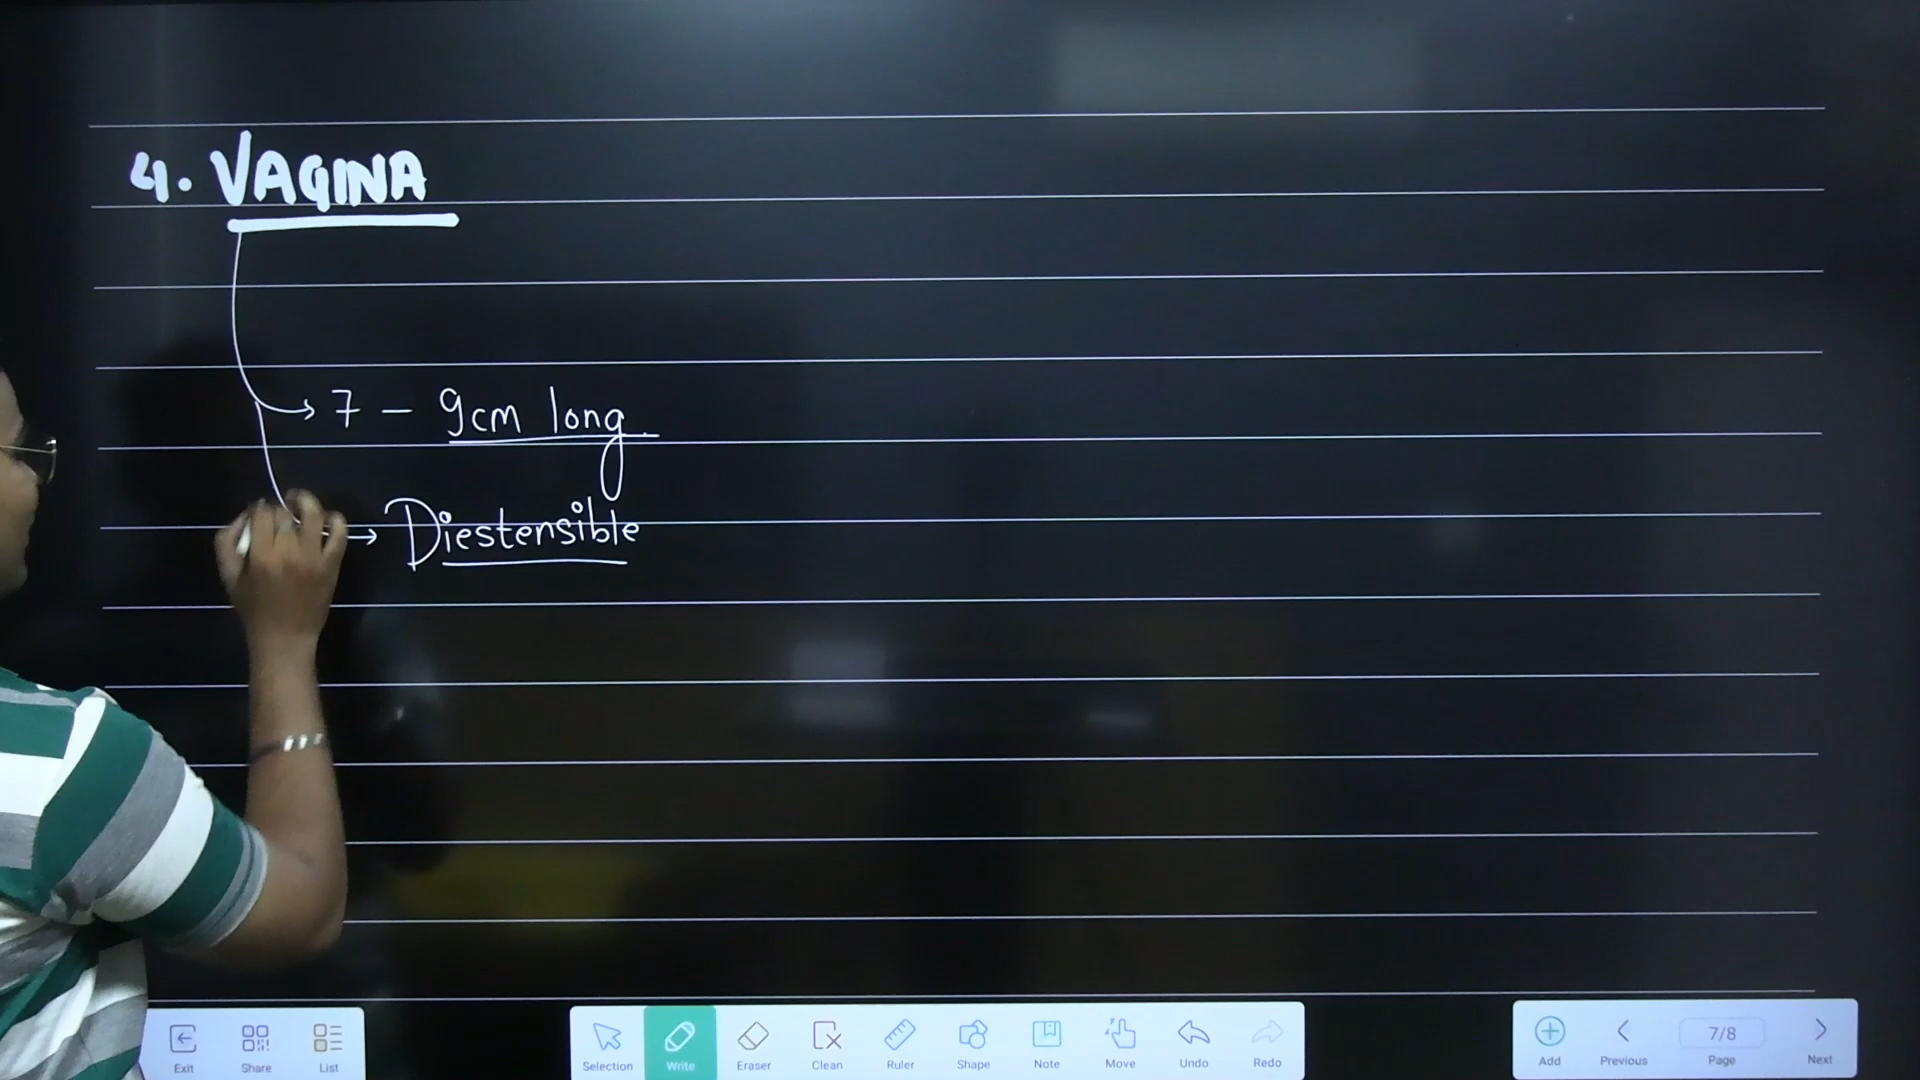 4. VAGINA
→ 7 - 9cm long.
→ Diestensible
Exit
Share
List
Selection
Write
Eraser
Clean
Ruler
Shape
Note
Move
Undo
Redo
Add
Previous
7/8
Page
Next